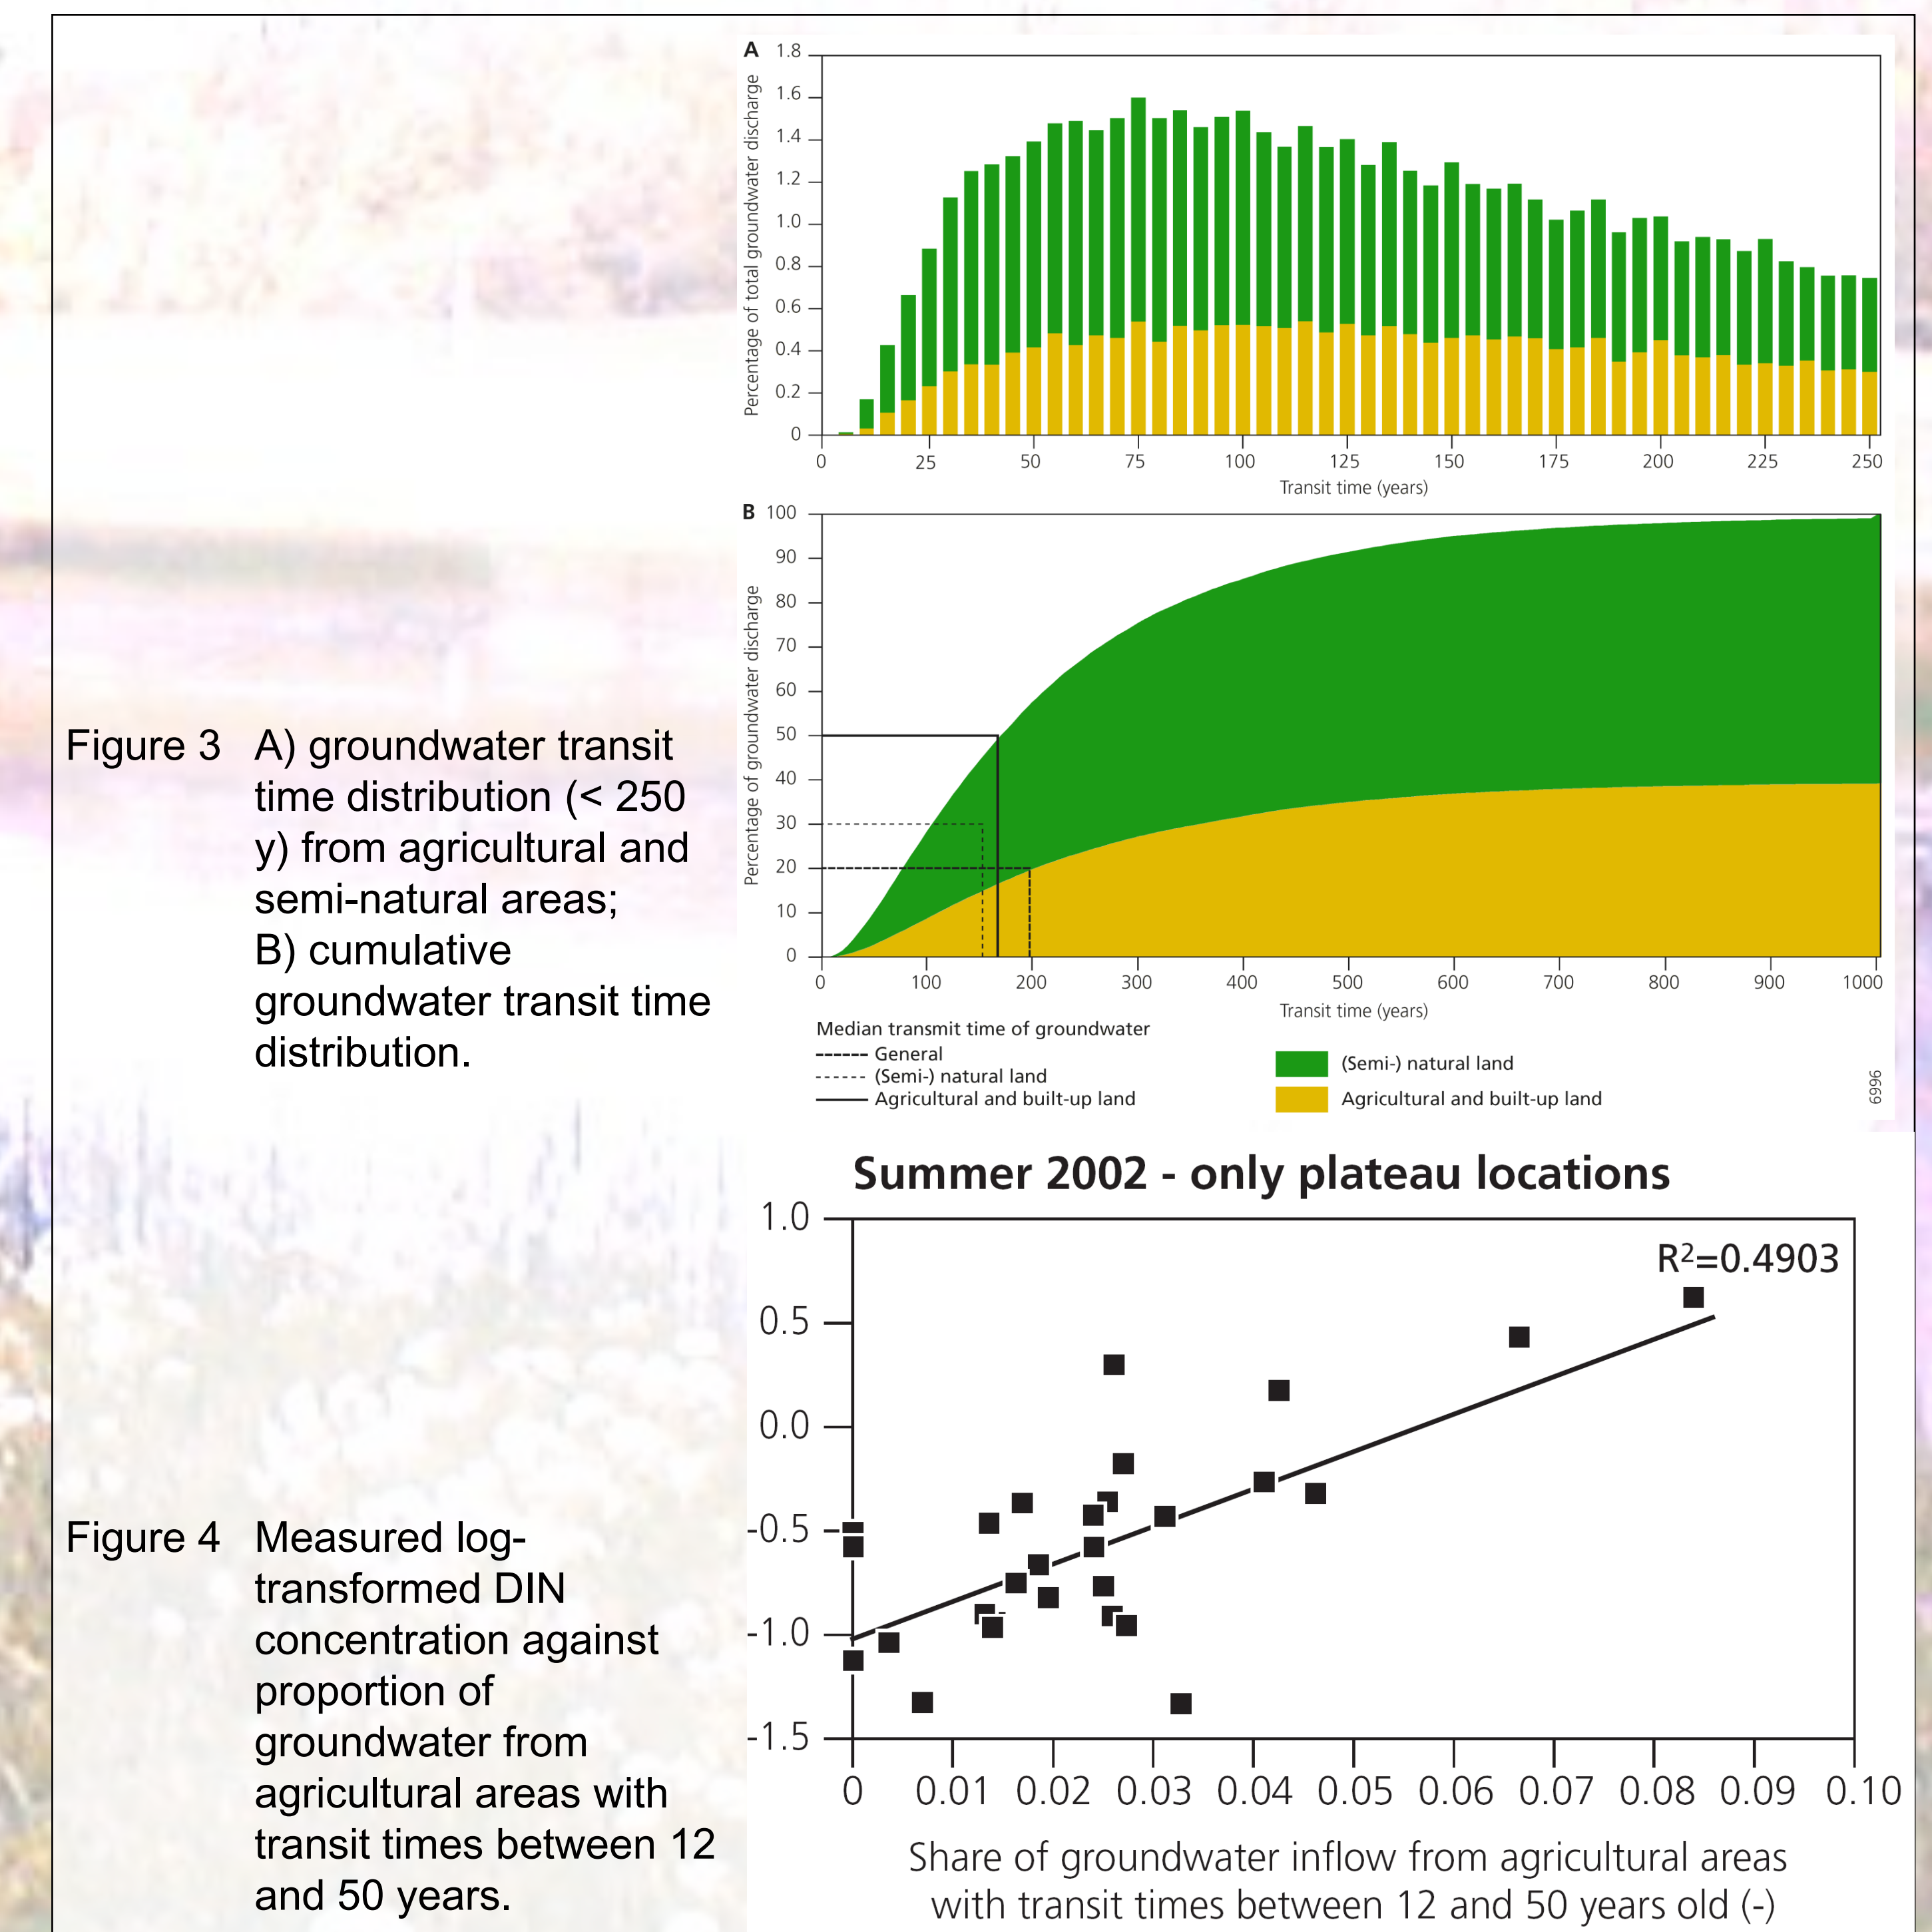 A
1.8
1.6
1.4
1.2
1.0
0.8
0.6
0.4
0.2
0
Percentage of total groundwater discharge
0 25 50 75 100 125 150 175 200 225 250
Transit time (years)
B
100
90
80
70
60
50
40
30
20
10
0
Percentage of groundwater discharge
0 100 200 300 400 500 600 700 800 900 1000
Transit time (years)
Median transmit time of groundwater
General
(Semi-) natural land
Agricultural and built-up land
(Semi-) natural land
Agricultural and built-up land
6996
Figure 3 A) groundwater transit
time distribution (< 250
y) from agricultural and
semi-natural areas;
B) cumulative
groundwater transit time
distribution.
Summer 2002 - only plateau locations
1.0
0.5
0.0
-0.5
-1.0
-1.5
R²=0.4903
0 0.01 0.02 0.03 0.04 0.05 0.06 0.07 0.08 0.09 0.10
Share of groundwater inflow from agricultural areas
with transit times between 12 and 50 years old (-)
Figure 4 Measured log-
transformed DIN
concentration against
proportion of
groundwater from
agricultural areas with
transit times between 12
and 50 years.